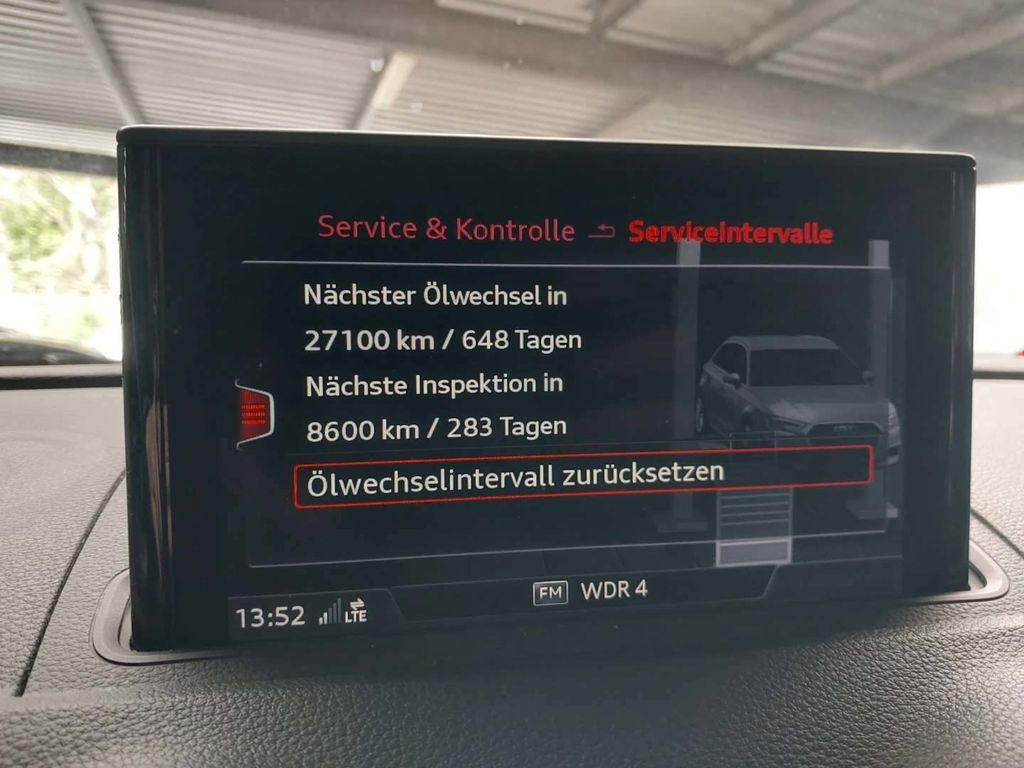 Service & Kontrolle Serviceintervalle
Nächster Ölwechsel in
27100 km / 648 Tagen
Nächste Inspektion in
8600 km / 283 Tagen
Ölwechselintervall zurücksetzen
FM WDR 4
13:52 LTE